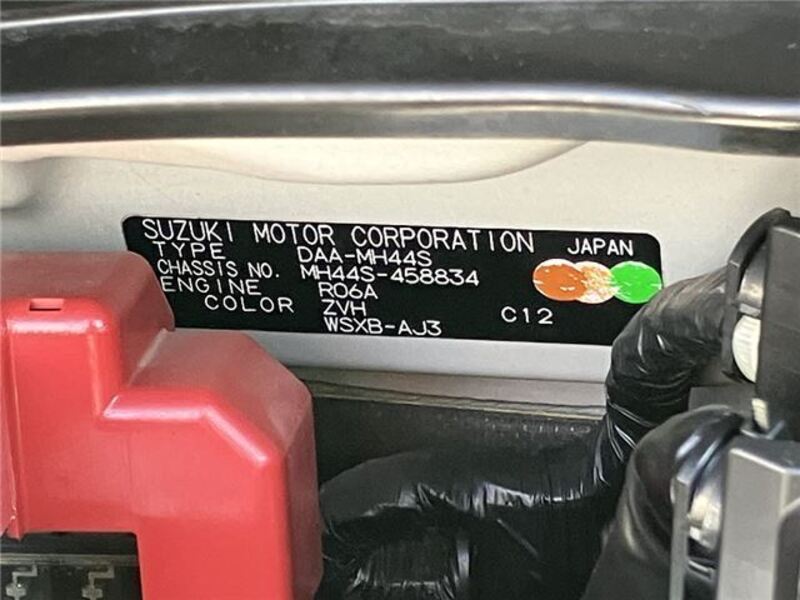 SUZUKI MOTOR CORPORATION JAPAN
TYPE DAA-MH44S
CHASSIS NO. MH44S-458834
ENGINE R06A
COLOR ZVH C12
WSXB-AJ3